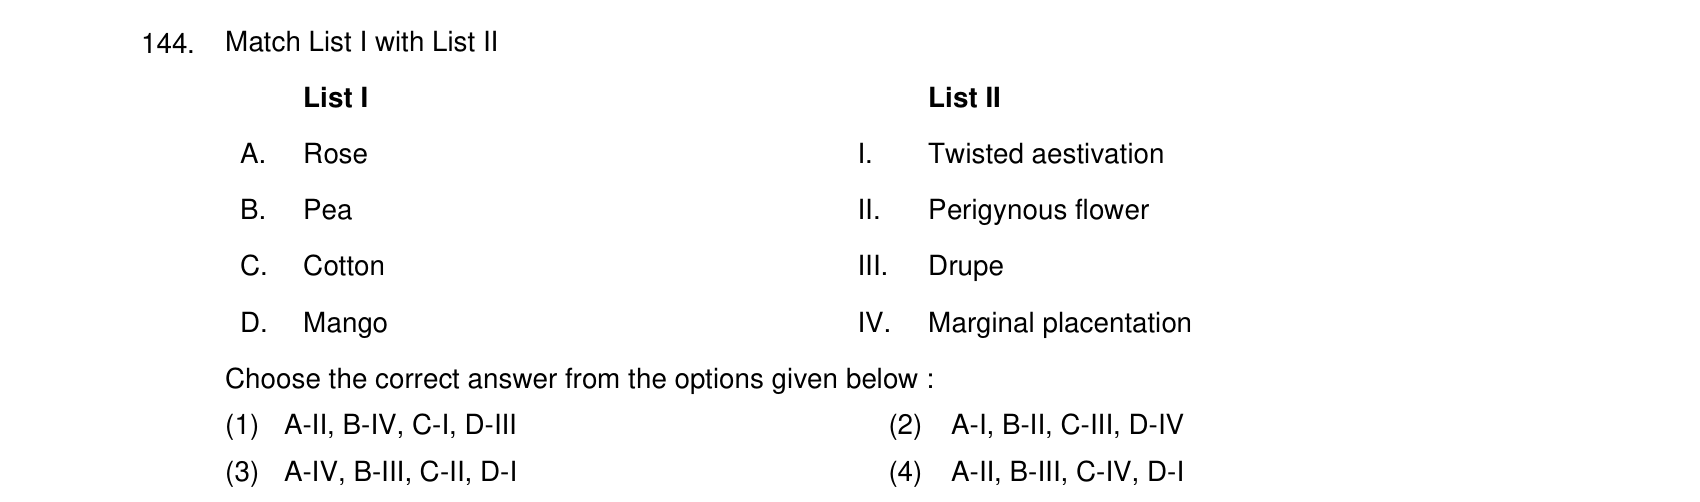 144. Match List I with List II
List I List II
A. Rose I. Twisted aestivation
B. Pea II. Perigynous flower
C. Cotton III. Drupe
D. Mango IV. Marginal placentation
Choose the correct answer from the options given below :
(1) A-II, B-IV, C-I, D-III (2) A-I, B-II, C-III, D-IV
(3) A-IV, B-III, C-II, D-I (4) A-II, B-III, C-IV, D-I